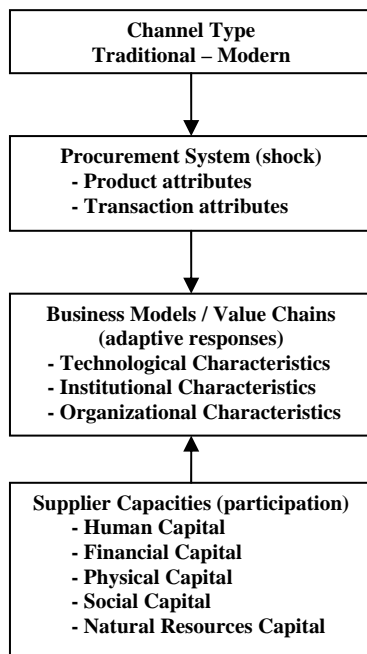 Channel Type
Traditional – Modern
Procurement System (shock)
- Product attributes
- Transaction attributes
Business Models / Value Chains
(adaptive responses)
- Technological Characteristics
- Institutional Characteristics
- Organizational Characteristics
Supplier Capacities (participation)
- Human Capital
- Financial Capital
- Physical Capital
- Social Capital
- Natural Resources Capital